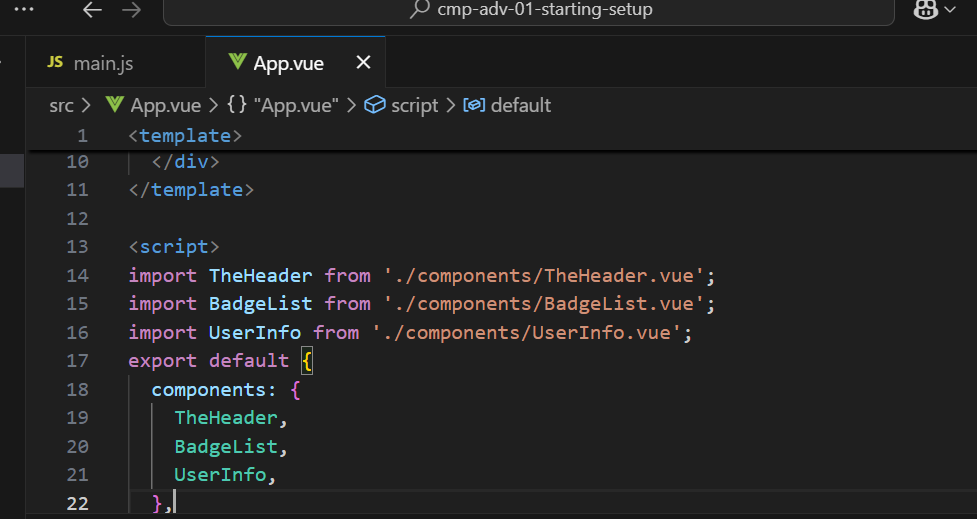 cmp-adv-01-starting-setup
JS main.js App.vue
src > App.vue > {} "App.vue" > script > default
1 <template>
10 </div>
11 </template>
12
13 <script>
14 import TheHeader from './components/TheHeader.vue';
15 import BadgeList from './components/BadgeList.vue';
16 import UserInfo from './components/UserInfo.vue';
17 export default {
18 components: {
19 TheHeader,
20 BadgeList,
21 UserInfo,
22 },